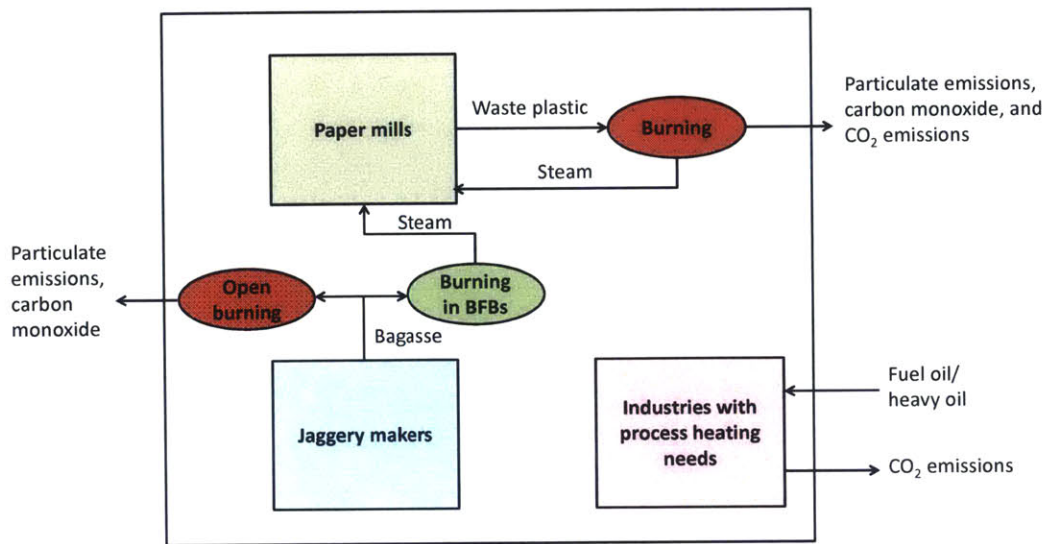 Paper mills
Waste plastic
Burning
Particulate emissions,
carbon monoxide, and
CO₂ emissions
Steam
Steam
Particulate
emissions,
carbon
monoxide
Open
burning
Burning
in BFBs
Bagasse
Jaggery makers
Industries with
process heating
needs
Fuel oil/
heavy oil
CO₂ emissions